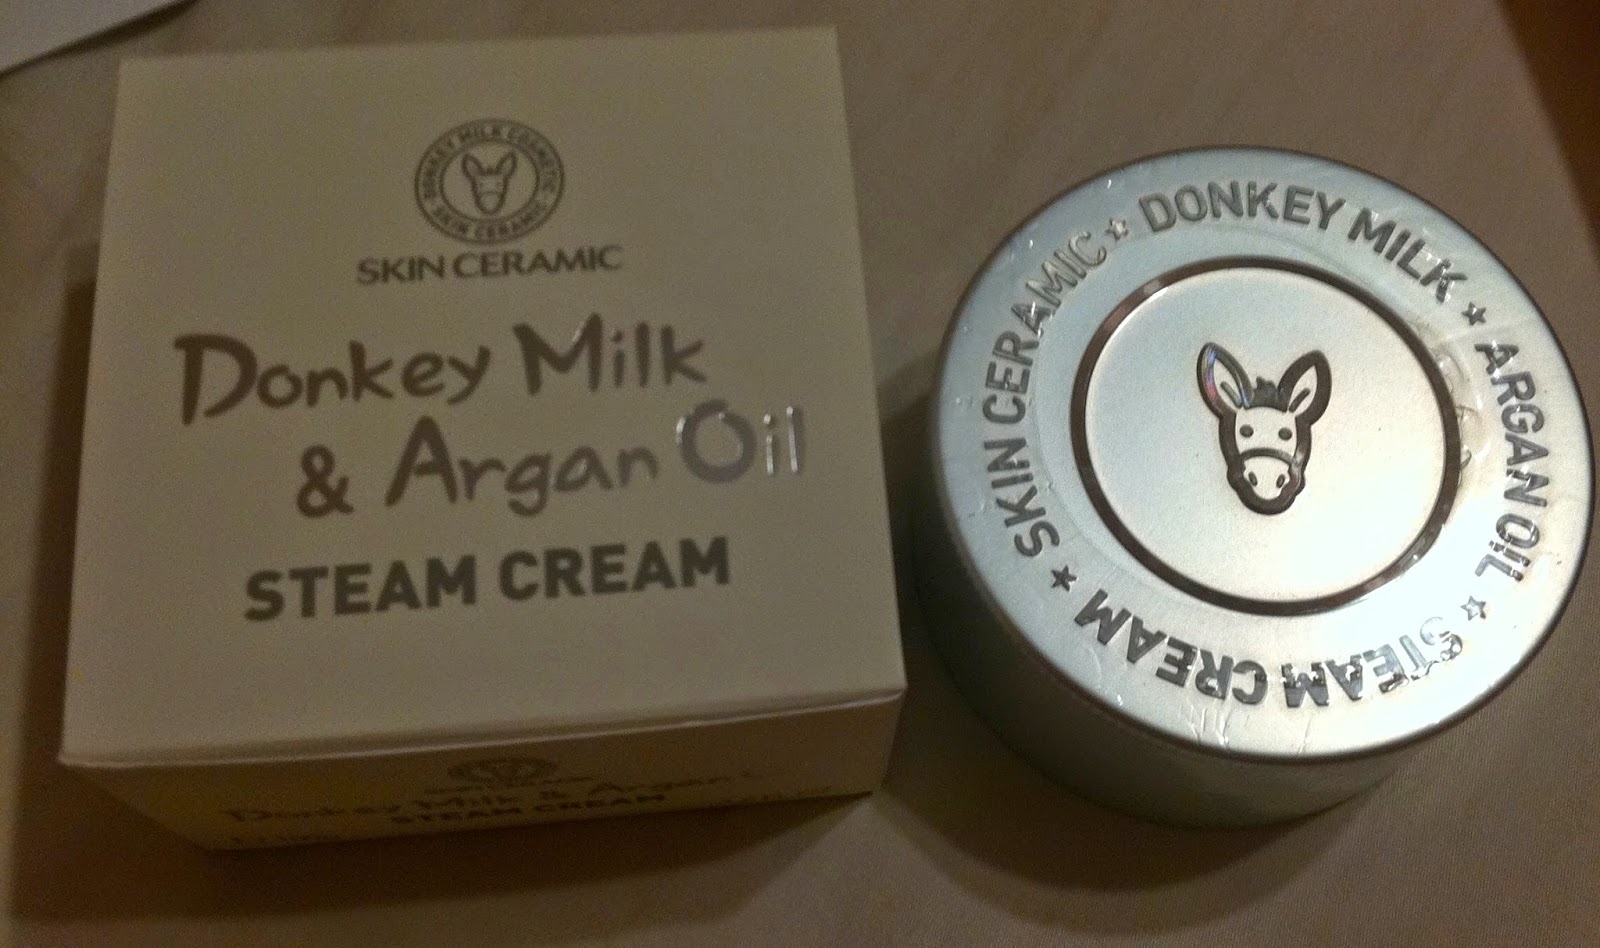 DONKEY MILK COSMETIC
SKIN CERAMIC
SKIN CERAMIC
Donkey Milk
& Argan Oil
STEAM CREAM
Donkey Milk & Argan
STEAM CREAM
SKIN CERAMIC ☆ DONKEY MILK ★ ARGAN OIL ☆ STEAM CREAM ★